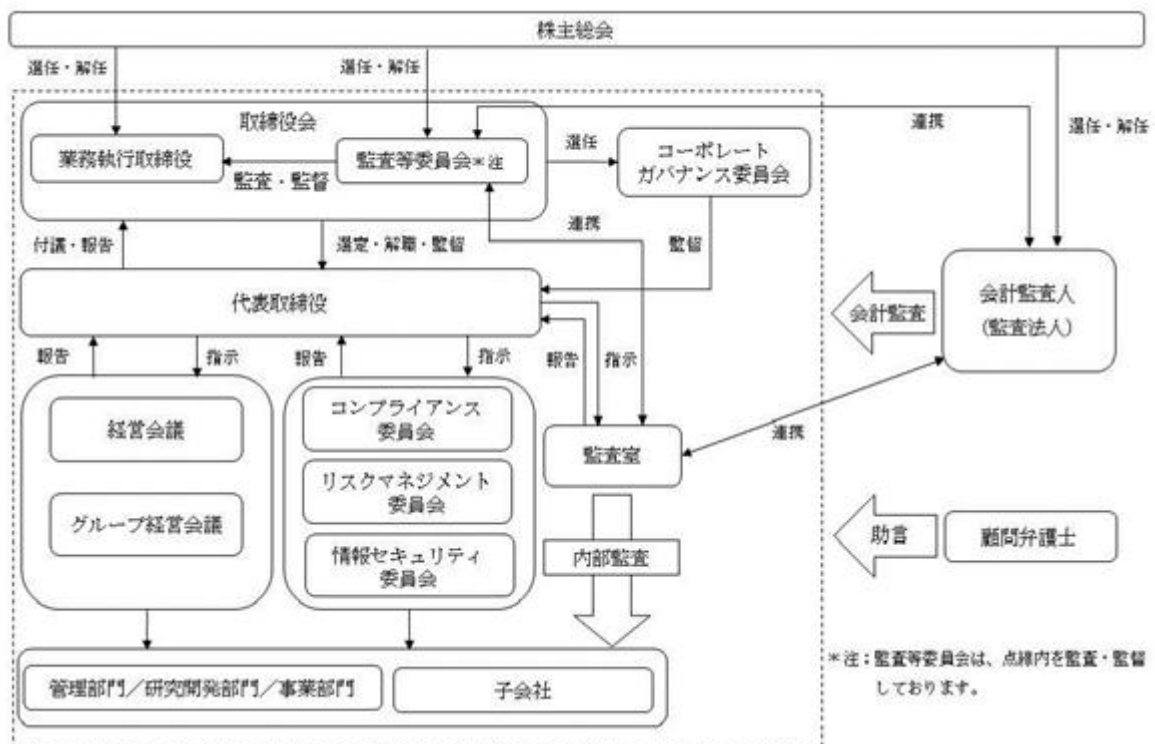 株主総会
選任・解任
選任・解任
選任・解任
取締役会
業務執行取締役
監査等委員会*注
監査・監督
選任
コーポレート
ガバナンス委員会
連携
連携
監督
付議・報告
選定・解職・監督
代表取締役
会計監査
会計監査人
(監査法人)
報告
指示
報告
指示
報告
指示
経営会議
グループ経営会議
コンプライアンス
委員会
リスクマネジメント
委員会
情報セキュリティ
委員会
監査室
連携
内部監査
助言
顧問弁護士
管理部門/研究開発部門/事業部門
子会社
*注:監査等委員会は、点線内を監査・監督
しております。